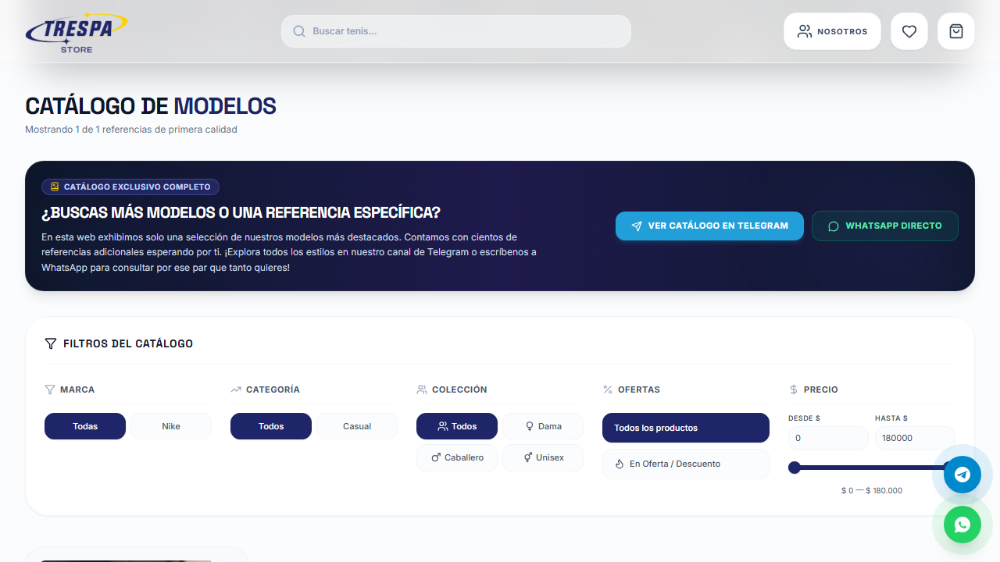 TRESPA
STORE
Buscar tenis...
NOSOTROS
CATÁLOGO DE MODELOS
Mostrando 1 de 1 referencias de primera calidad
CATÁLOGO EXCLUSIVO COMPLETO
¿BUSCAS MÁS MODELOS O UNA REFERENCIA ESPECÍFICA?
En esta web exhibimos solo una selección de nuestros modelos más destacados. Contamos con cientos de
referencias adicionales esperando por ti. ¡Explora todos los estilos en nuestro canal de Telegram o escríbenos a
WhatsApp para consultar por ese par que tanto quieres!
VER CATÁLOGO EN TELEGRAM
WHATSAPP DIRECTO
FILTROS DEL CATÁLOGO
MARCA
Todas
Nike
CATEGORÍA
Todos
Casual
COLECCIÓN
Todos
Dama
Caballero
Unisex
OFERTAS
Todos los productos
En Oferta / Descuento
PRECIO
DESDE $
HASTA $
0
180000
$ 0 — $ 180.000